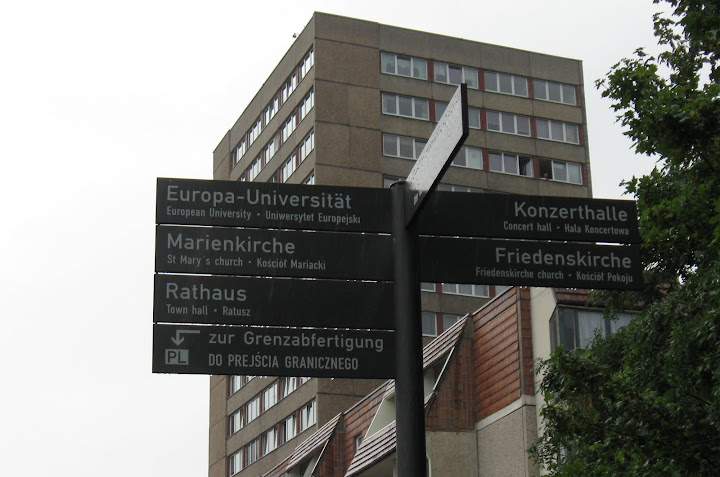 Europa-Universität
European University • Uniwersytet Europejski
Marienkirche
St Mary´s church • Kościół Mariacki
Rathaus
Town hall • Ratusz
zur Grenzabfertigung
PL DO PREJŚCIA GRANICZNEGO
Konzerthalle
Concert hall • Hala Koncertowa
Friedenskirche
Friedenskirche church • Kościół Pokoju